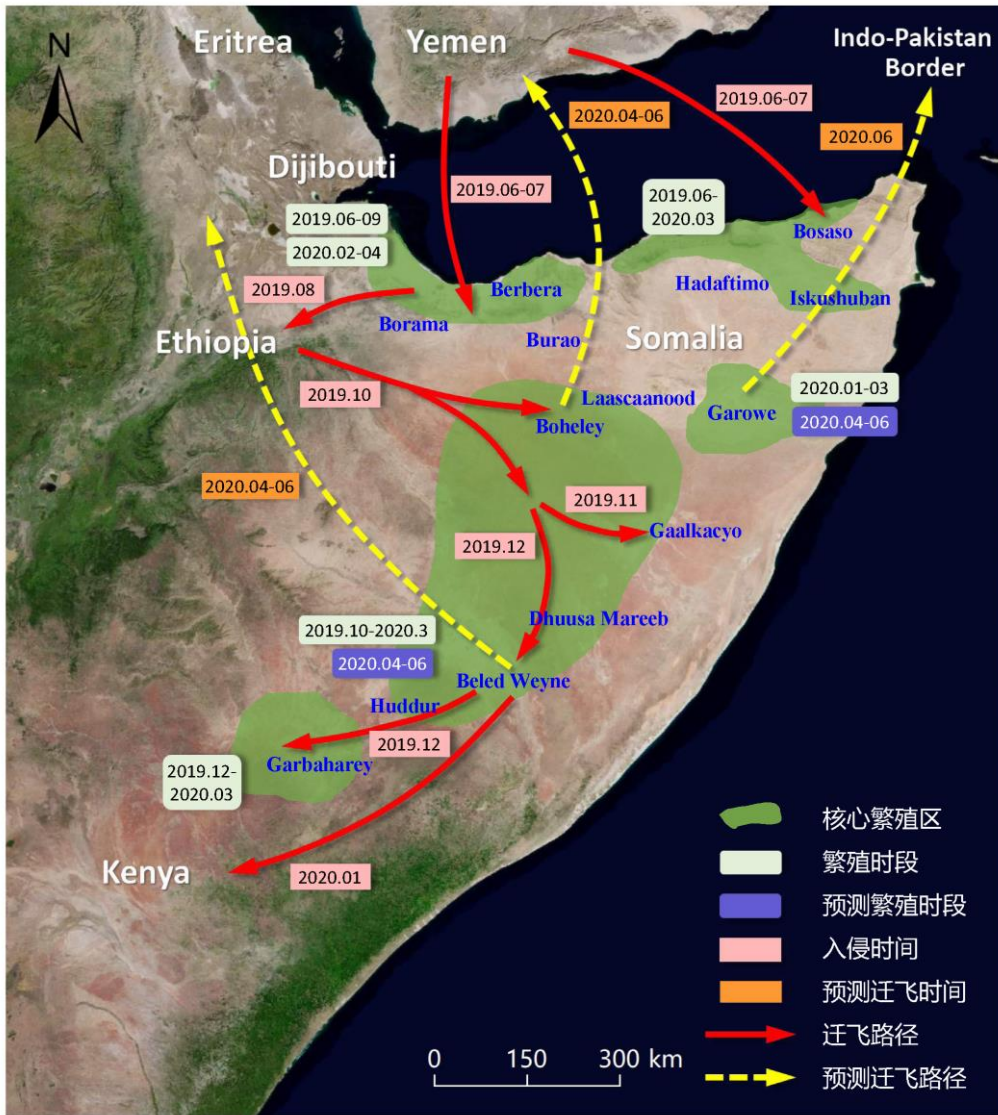 N
Eritrea
Yemen
Indo-Pakistan
Border
2019.06-07
2020.04-06
2020.06
Dijibouti
2019.06-07
2019.06-
2020.03
2019.06-09
2020.02-04
Bosaso
2019.08
Berbera
Hadaftimo
Iskushuban
Borama
Ethiopia
Burao
Somalia
2019.10
Laascaanood
2020.01-03
Boheley
Garowe
2020.04-06
2020.04-06
2019.11
Gaalkacyo
2019.12
Dhuusa Mareeb
2019.10-2020.3
2020.04-06
Beled Weyne
Huddur
2019.12
Garbaharey
2019.12-
2020.03
Kenya
2020.01
核心繁殖区
繁殖时段
预测繁殖时段
入侵时间
预测迁飞时间
迁飞路径
预测迁飞路径
0 150 300 km